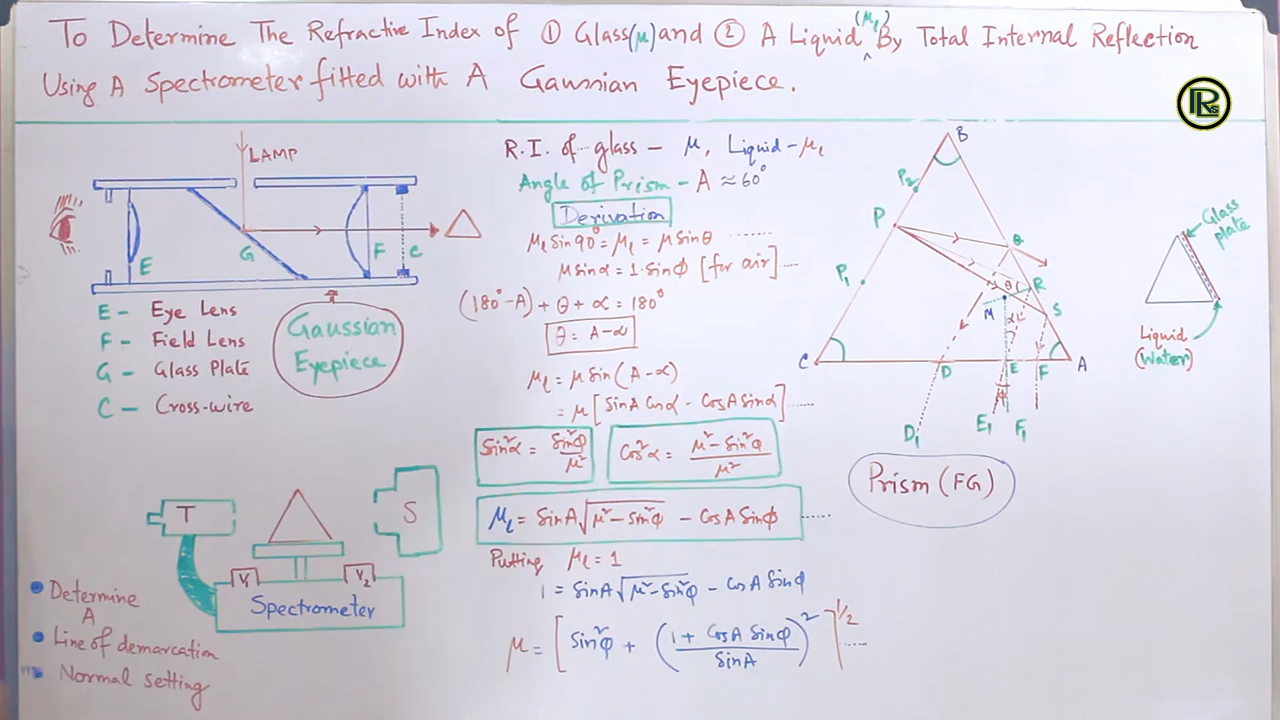 To Determine The Refractive Index of ① Glass(μ) and ② A Liquid (μₗ) By Total Internal Reflection
Using A Spectrometer fitted with A Gaussian Eyepiece.
LAMP
E
G
F
C
E – Eye Lens
F – Field Lens
G – Glass Plate
C – Cross-wire
Gaussian
Eyepiece
T
S
V₁
V₂
Spectrometer
Determine
A
Line of demarcation
Normal setting
R.I. of glass – μ, Liquid - μₗ
Angle of Prism - A ≈ 60°
Derivation
μₗ Sin 90° = μₗ = μ Sinθ ........
μ Sinα = 1·Sinϕ [for air] ....
(180° - A) + θ + α = 180°
θ = A - α
μₗ = μ Sin (A - α)
= μ [SinA Cosα - CosA Sinα] ......
Sin²α = Sin²ϕ / μ²
Cos²α = μ² - Sin²ϕ / μ²
μₗ = SinA √μ² - Sin²ϕ - CosA Sinϕ ......
Putting μₗ = 1
1 = SinA √μ² - Sin²ϕ - CosA Sinϕ
μ = [Sin²ϕ + (1 + CosA Sinϕ / SinA)²]^1/2 ......
B
P₂
P
P₁
Q
θ
R
M
S
α
C
D
E
F
A
ϕ
D₁
E₁
F₁
Prism (FG)
Glass
plate
Liquid
(Water)
RLs